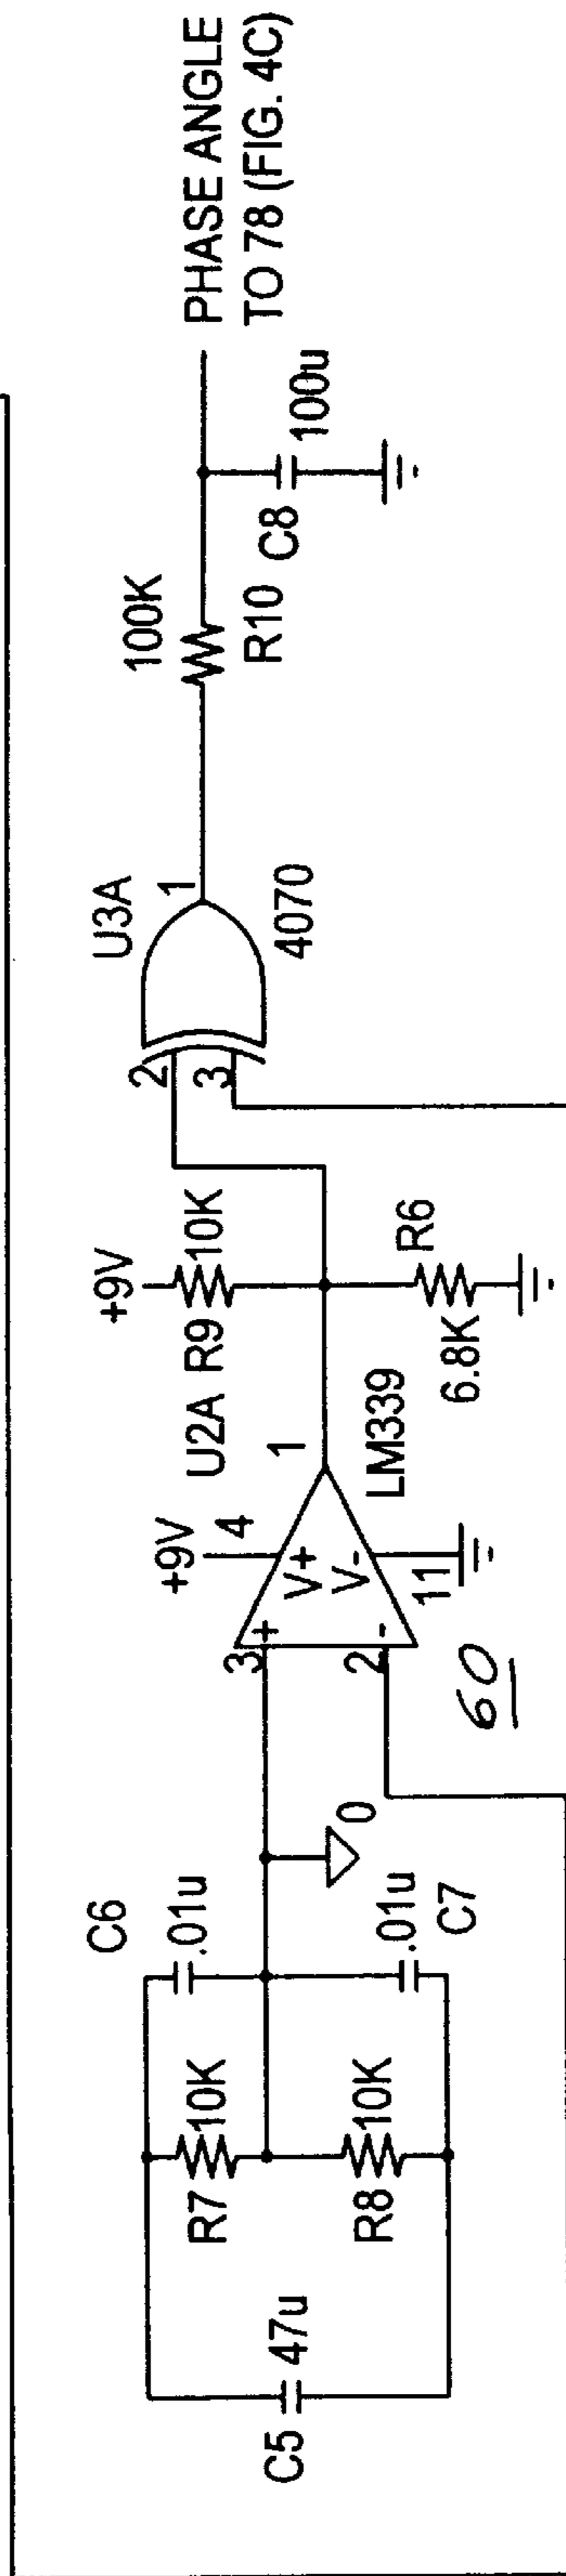 C5
47u
R7
10K
R8
10K
C6
.01u
.01u
C7
0
3
+
2
-
60
+9V
4
V+
V-
11
U2A
1
LM339
+9V
R9
10K
R6
6.8K
2
3
U3A
1
4070
100K
R10
C8
100u
PHASE ANGLE
TO 78 (FIG. 4C)